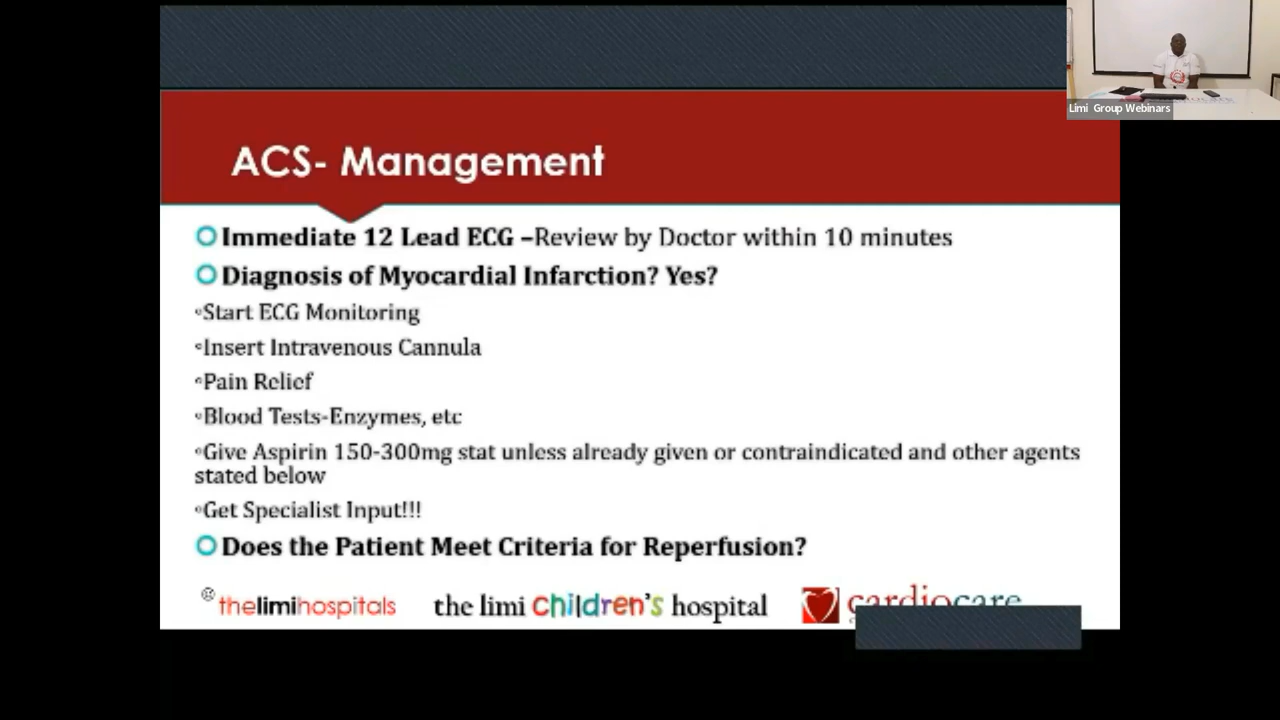 Limi Group Webinars
ACS- Management
Immediate 12 Lead ECG –Review by Doctor within 10 minutes
Diagnosis of Myocardial Infarction? Yes?
Start ECG Monitoring
Insert Intravenous Cannula
Pain Relief
Blood Tests-Enzymes, etc
Give Aspirin 150-300mg stat unless already given or contraindicated and other agents
stated below
Get Specialist Input!!!
Does the Patient Meet Criteria for Reperfusion?
thelimihospitals the limi children's hospital cardiocare